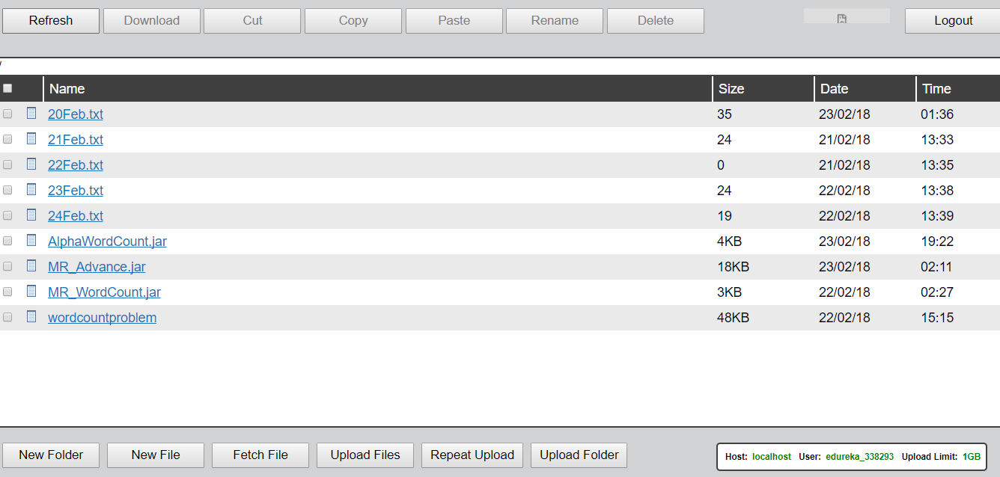 Refresh Download Cut Copy Paste Rename Delete Logout
/
Name Size Date Time
20Feb.txt 35 23/02/18 01:36
21Feb.txt 24 21/02/18 13:33
22Feb.txt 0 21/02/18 13:35
23Feb.txt 24 22/02/18 13:38
24Feb.txt 19 22/02/18 13:39
AlphaWordCount.jar 4KB 23/02/18 19:22
MR_Advance.jar 18KB 23/02/18 02:11
MR_WordCount.jar 3KB 22/02/18 02:27
wordcountproblem 48KB 22/02/18 15:15
New Folder New File Fetch File Upload Files Repeat Upload Upload Folder Host: localhost User: edureka_338293 Upload Limit: 1GB